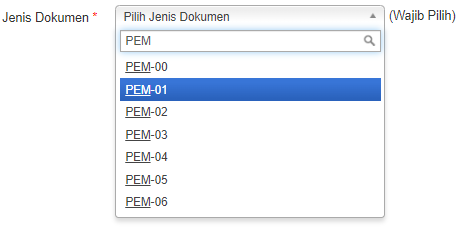 Jenis Dokumen * Pilih Jenis Dokumen (Wajib Pilih)
PEM
PEM-00
PEM-01
PEM-02
PEM-03
PEM-04
PEM-05
PEM-06